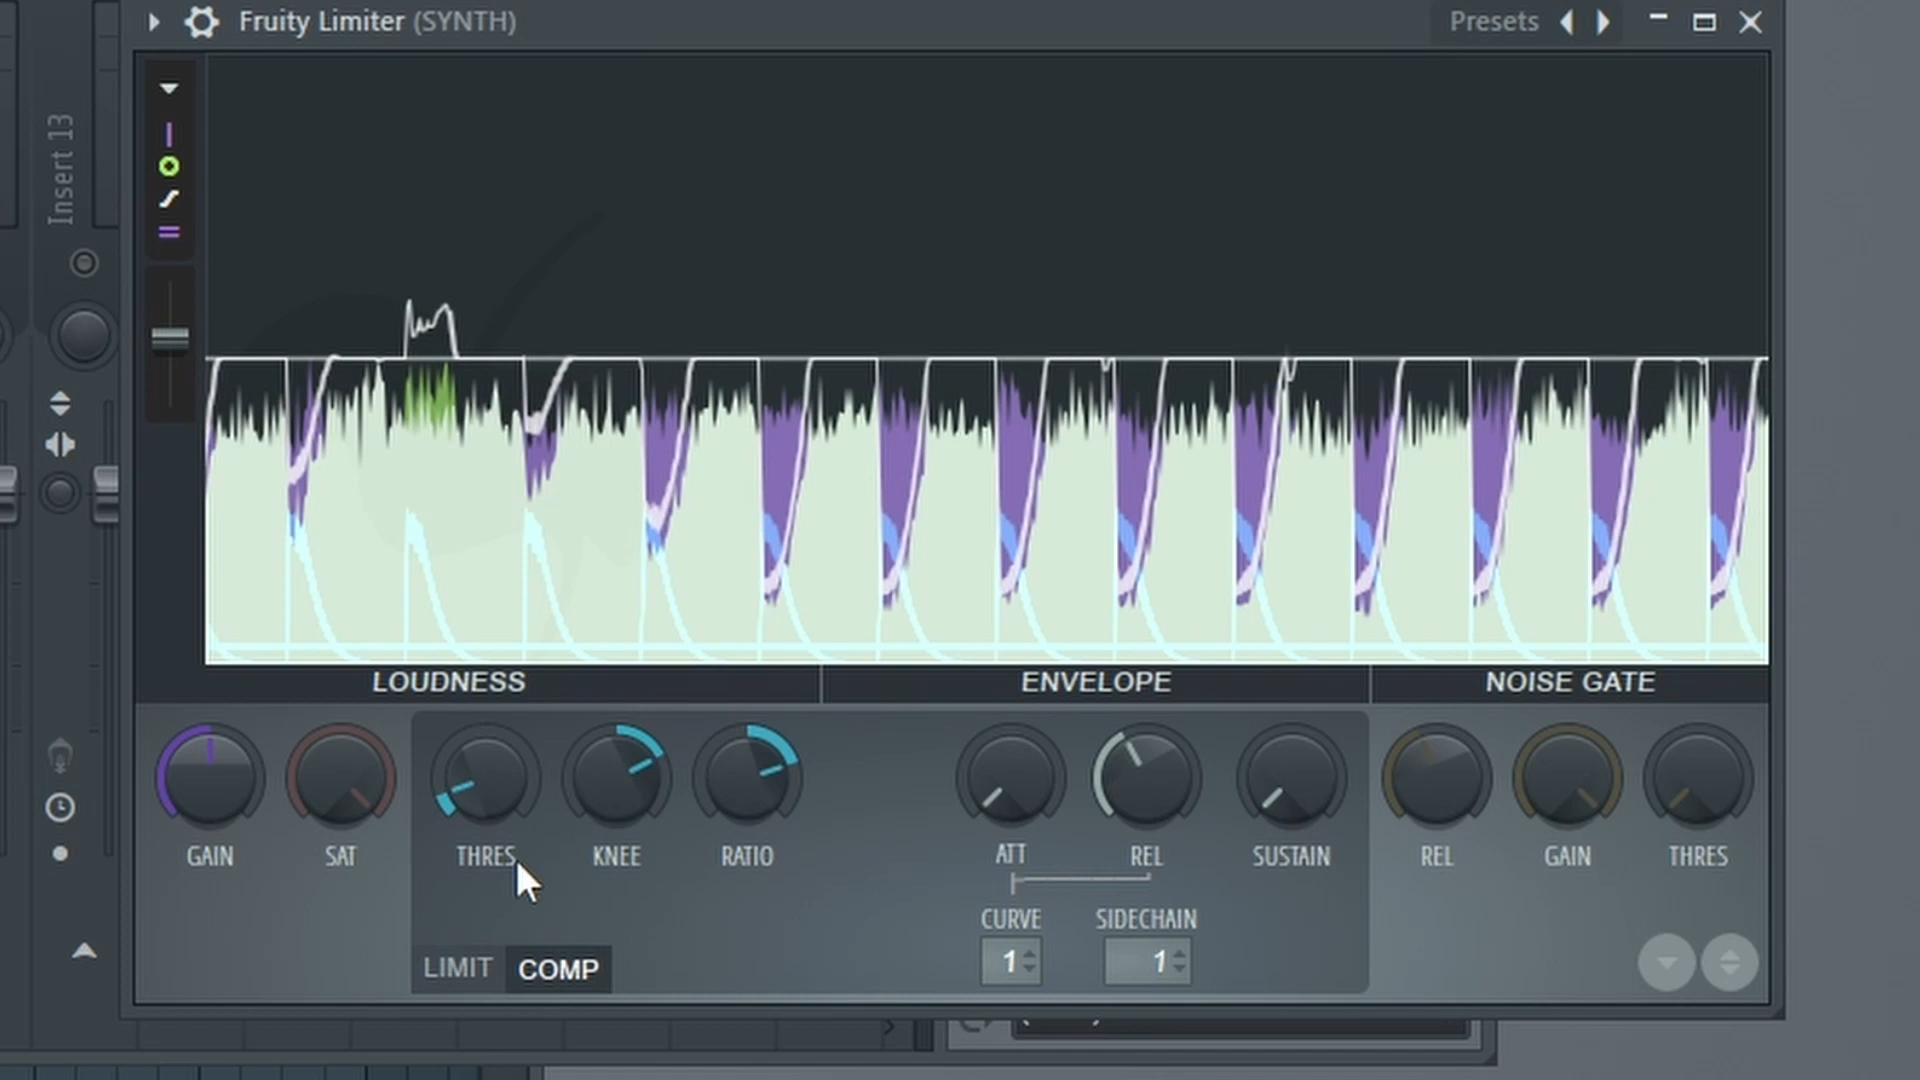 Fruity Limiter (SYNTH)
Presets
Insert 13
LOUDNESS
ENVELOPE
NOISE GATE
GAIN
SAT
THRES
KNEE
RATIO
ATT
REL
SUSTAIN
REL
GAIN
THRES
CURVE
SIDECHAIN
1
1
LIMIT
COMP